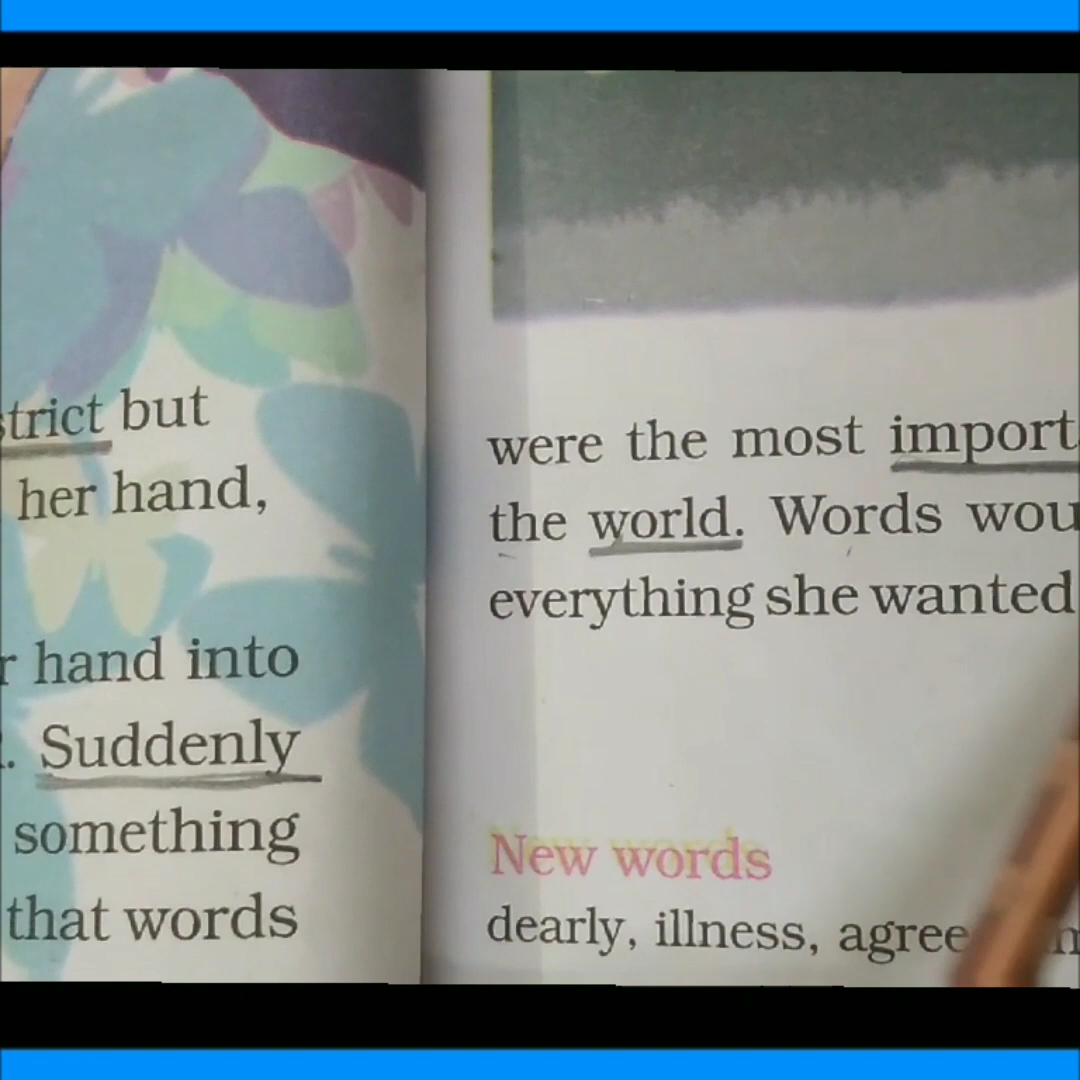 but
her hand,
hand into
Suddenly
something
that words
were the most
the world. Words
everything she wanted
New words
dearly, illness, agree